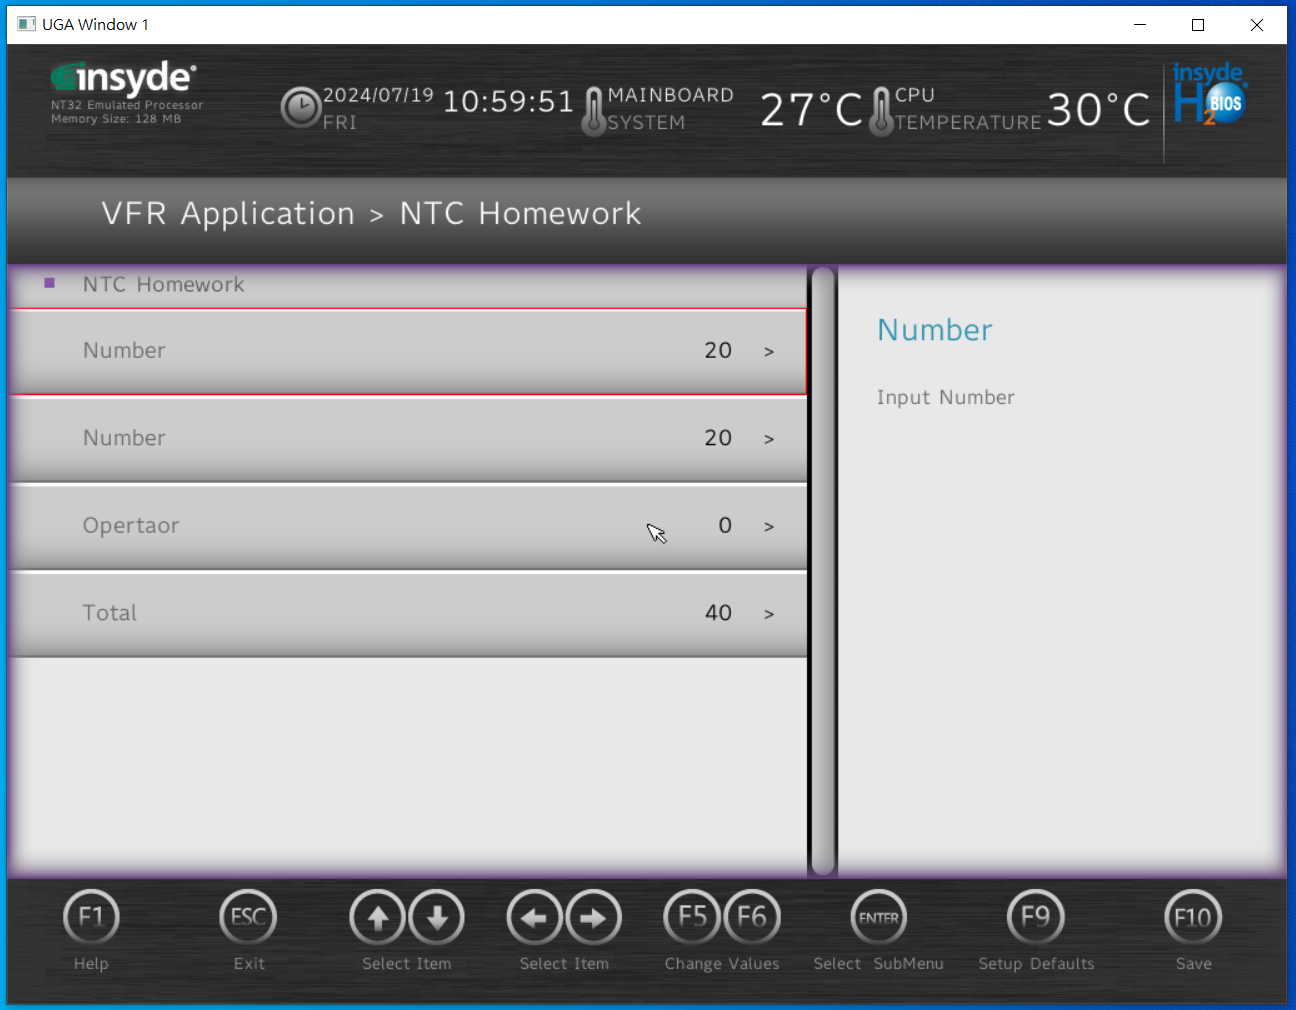 UGA Window 1
insyde
NT32 Emulated Processor
Memory Size: 128 MB
2024/07/19
FRI
10:59:51
MAINBOARD
SYSTEM
27°C
CPU
TEMPERATURE
30°C
insyde
H2O
BIOS
VFR Application > NTC Homework
NTC Homework
Number 20 >
Number 20 >
Opertaor 0 >
Total 40 >
Number
Input Number
F1
Help
ESC
Exit
Select Item
Select Item
F5 F6
Change Values
ENTER
Select SubMenu
F9
Setup Defaults
F10
Save